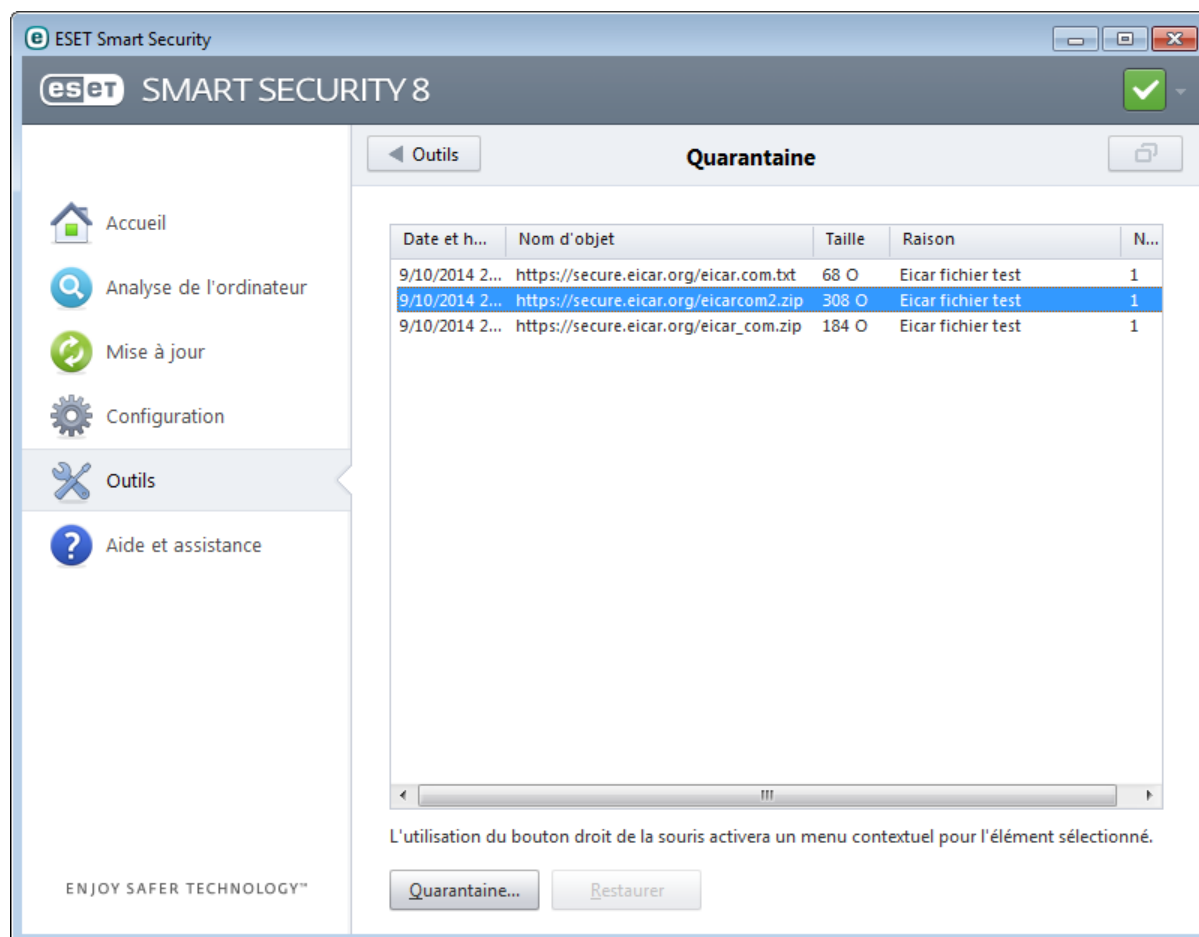 ESET Smart Security
eset SMART SECURITY 8
Outils
Quarantaine
Accueil
Analyse de l'ordinateur
Mise à jour
Configuration
Outils
Aide et assistance
Date et h... Nom d'objet Taille Raison N...
9/10/2014 2... https://secure.eicar.org/eicar.com.txt 68 O Eicar fichier test 1
9/10/2014 2... https://secure.eicar.org/eicarcom2.zip 308 O Eicar fichier test 1
9/10/2014 2... https://secure.eicar.org/eicar_com.zip 184 O Eicar fichier test 1
L'utilisation du bouton droit de la souris activera un menu contextuel pour l'élément sélectionné.
Quarantaine... Restaurer
ENJOY SAFER TECHNOLOGY™